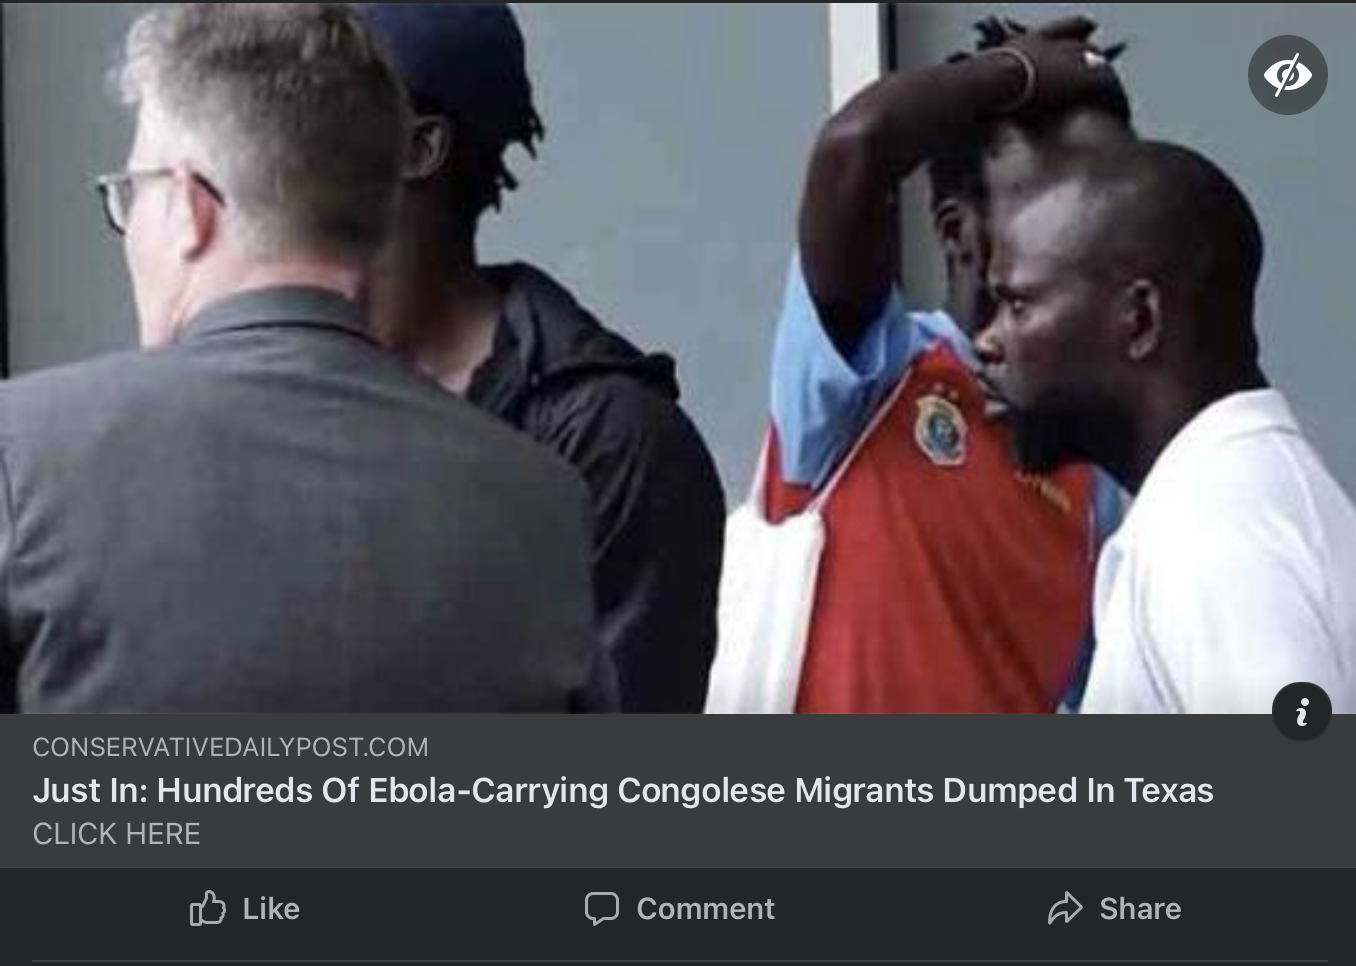 CONSERVATIVEDAILYPOST.COM
Just In: Hundreds Of Ebola-Carrying Congolese Migrants Dumped In Texas
CLICK HERE
Like
Comment
Share